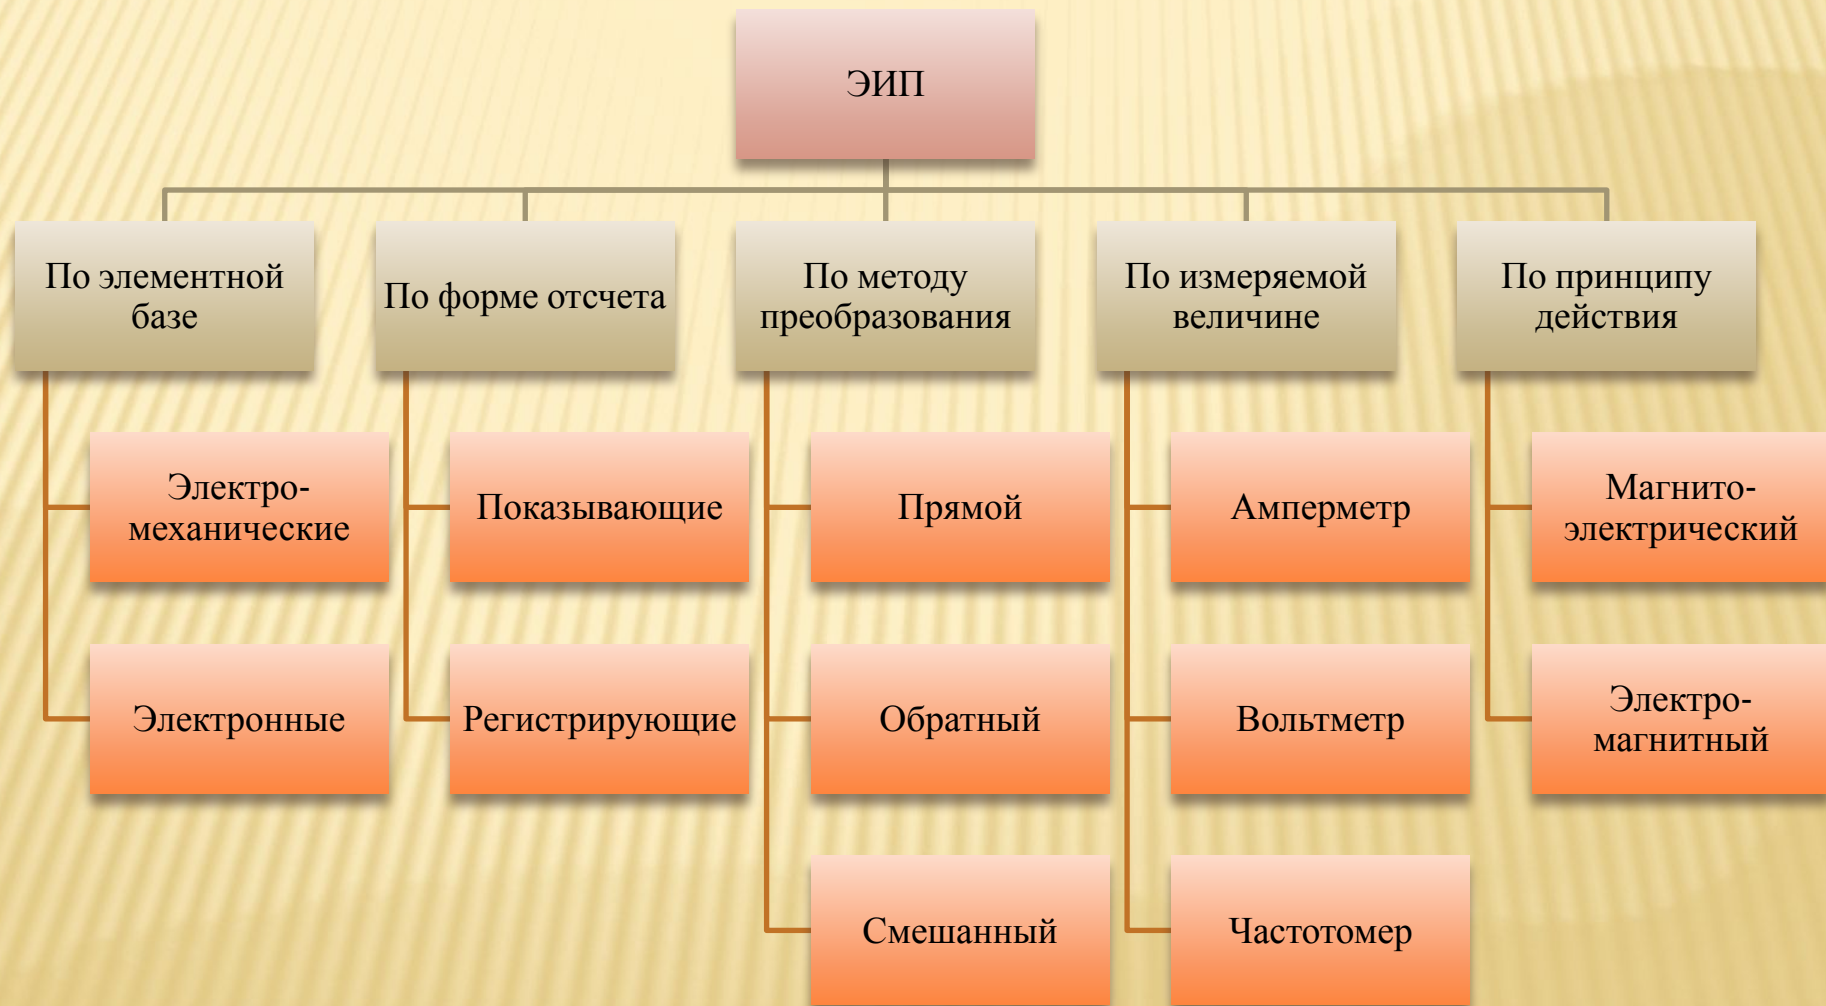 ЭИП
По элементной
базе
По форме отсчета
По методу
преобразования
По измеряемой
величине
По принципу
действия
Электро-
механические
Показывающие
Прямой
Амперметр
Магнито-
электрический
Электронные
Регистрирующие
Обратный
Вольтметр
Электро-
магнитный
Смешанный
Частотомер